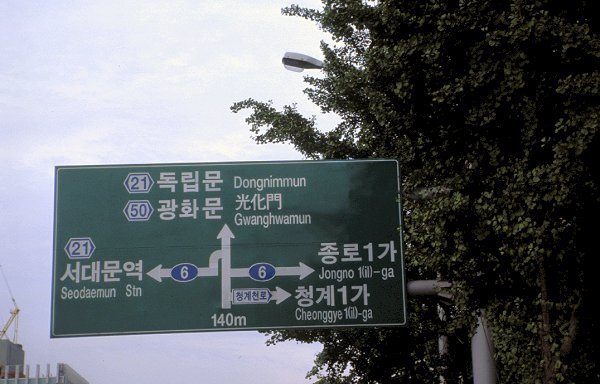 21 독립문 Dongnimmun
50 광화문 光化門
Gwanghwamun
21
서대문역 6 6 종로1가
Seodaemun Stn Jongno 1(il)-ga
청계천로 청계1가
140m Cheonggye 1(il)-ga